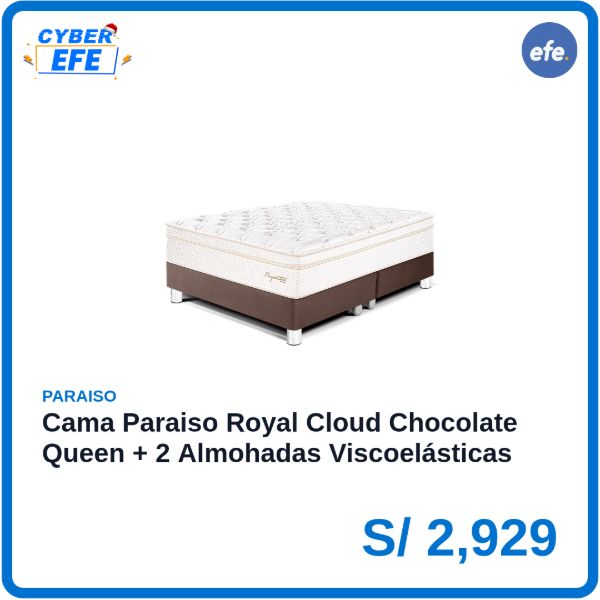 CYBER
EFE
efe.
PARAISO
Cama Paraiso Royal Cloud Chocolate
Queen + 2 Almohadas Viscoelásticas
S/ 2,929